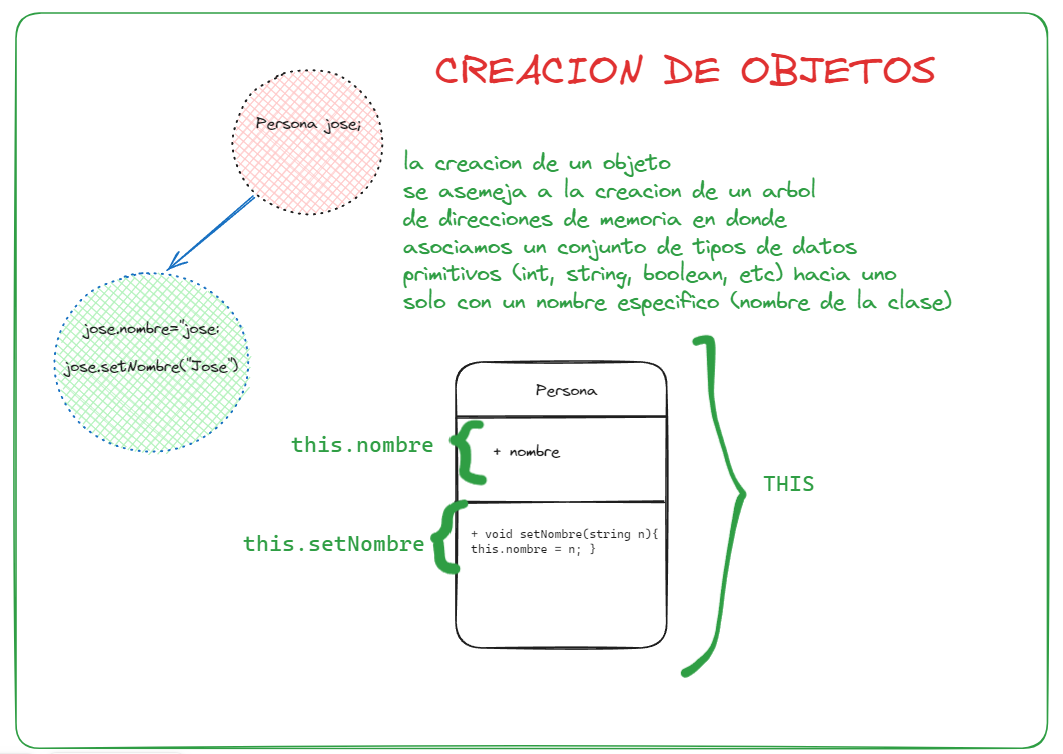 CREACION DE OBJETOS
Persona jose;
la creacion de un objeto
se asemeja a la creacion de un arbol
de direcciones de memoria en donde
asociamos un conjunto de tipos de datos
primitivos (int, string, boolean, etc) hacia uno
solo con un nombre especifico (nombre de la clase)
jose.nombre="jose:
jose.setNombre("Jose")
Persona
this.nombre
+ nombre
THIS
this.setNombre
+ void setNombre(string n){
this.nombre = n; }